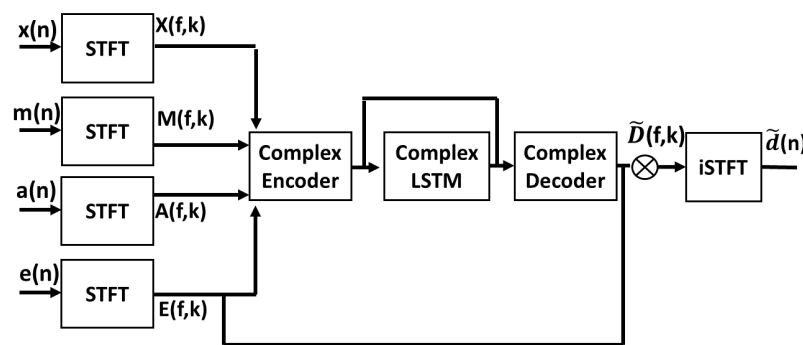 x(n)
STFT
X(f,k)
m(n)
STFT
M(f,k)
a(n)
STFT
A(f,k)
e(n)
STFT
E(f,k)
Complex
Encoder
Complex
LSTM
Complex
Decoder
D̃(f,k)
iSTFT
d̃(n)